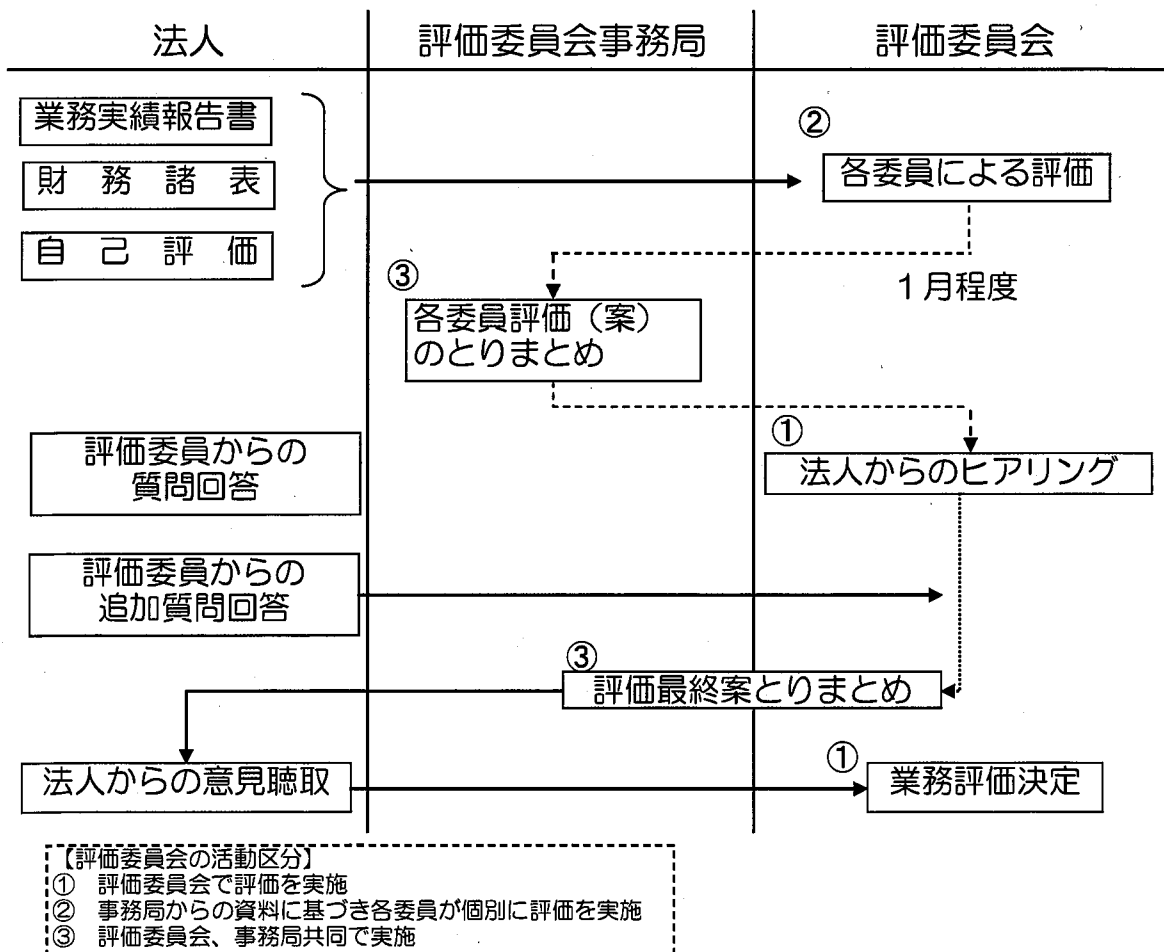 法人
評価委員会事務局
評価委員会
業務実績報告書
財務諸表
自己評価
②
各委員による評価
1月程度
③
各委員評価（案）
のとりまとめ
①
法人からのヒアリング
評価委員からの
質問回答
評価委員からの
追加質問回答
③
評価最終案とりまとめ
法人からの意見聴取
①
業務評価決定
【評価委員会の活動区分】
① 評価委員会で評価を実施
② 事務局からの資料に基づき各委員が個別に評価を実施
③ 評価委員会、事務局共同で実施